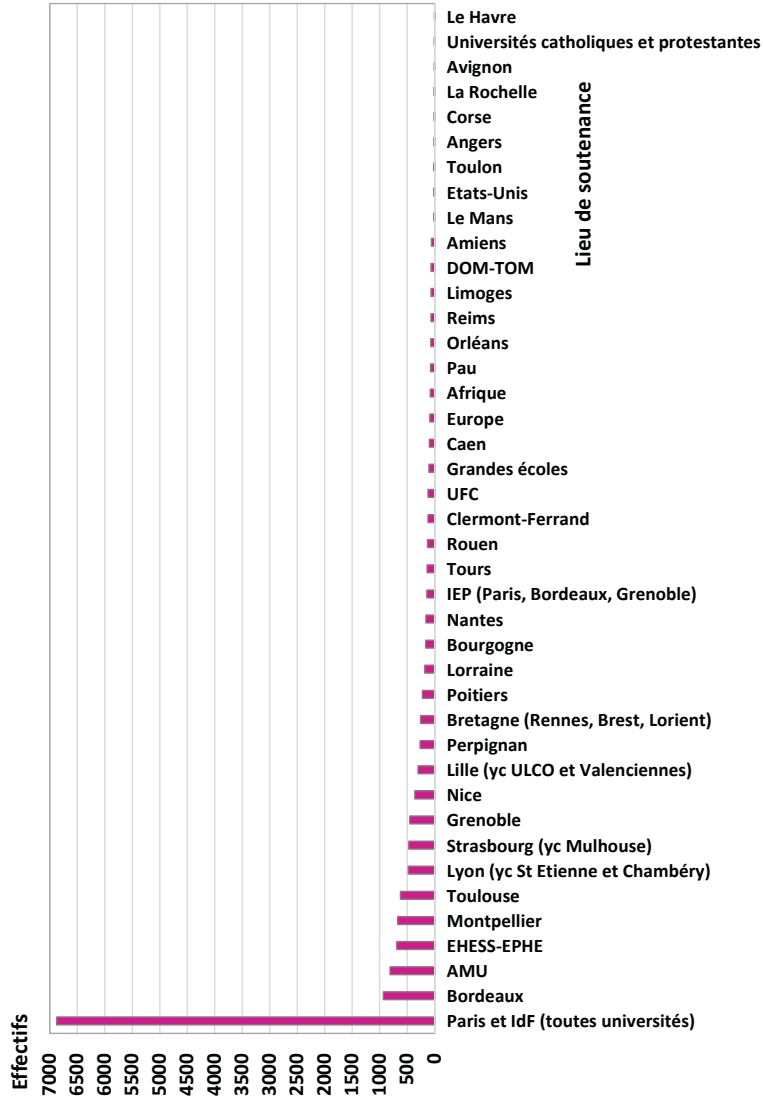 Le Havre
Universités catholiques et protestantes
Avignon
La Rochelle
Corse
Angers
Toulon
Etats-Unis
Le Mans
Amiens
DOM-TOM
Limoges
Reims
Orléans
Pau
Afrique
Europe
Caen
Grandes écoles
UFC
Clermont-Ferrand
Rouen
Tours
IEP (Paris, Bordeaux, Grenoble)
Nantes
Bourgogne
Lorraine
Poitiers
Bretagne (Rennes, Brest, Lorient)
Perpignan
Lille (yc ULCO et Valenciennes)
Nice
Grenoble
Strasbourg (yc Mulhouse)
Lyon (yc St Etienne et Chambéry)
Toulouse
Montpellier
EHESS-EPHE
AMU
Bordeaux
Paris et IdF (toutes universités)
Lieu de soutenance
Effectifs
7000
6500
6000
5500
5000
4500
4000
3500
3000
2500
2000
1500
1000
500
0